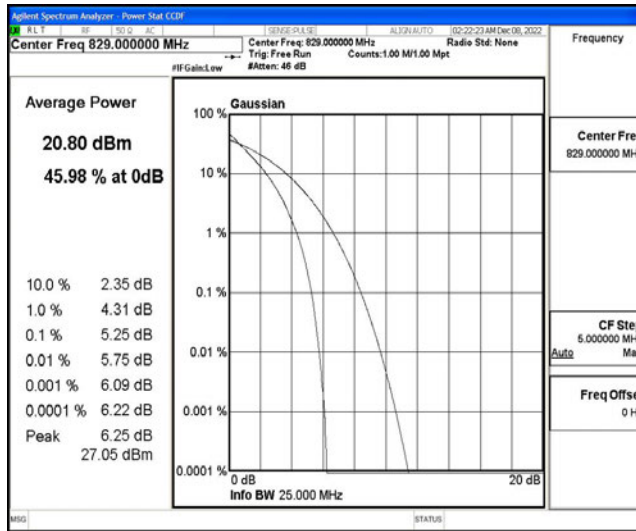 Agilent Spectrum Analyzer - Power Stat CCDF
RLT RF 50 Ω AC SENSE:PULSE ALIGN AUTO 02:22:23 AM Dec 08, 2022
Center Freq 829.000000 MHz
Center Freq: 829.000000 MHz Radio Std: None
Trig: Free Run Counts:1.00 M/1.00 Mpt
#IFGain:Low #Atten: 46 dB
Frequency
Average Power
20.80 dBm
45.98 % at 0dB
10.0 % 2.35 dB
1.0 % 4.31 dB
0.1 % 5.25 dB
0.01 % 5.75 dB
0.001 % 6.09 dB
0.0001 % 6.22 dB
Peak 6.25 dB
27.05 dBm
Gaussian
100 %
10 %
1 %
0.1 %
0.01 %
0.001 %
0.0001 %
0 dB 20 dB
Info BW 25.000 MHz
Center Fre
829.000000 MH
CF Ste
5.000000 MH
Auto Ma
Freq Offse
0 H
MSG STATUS